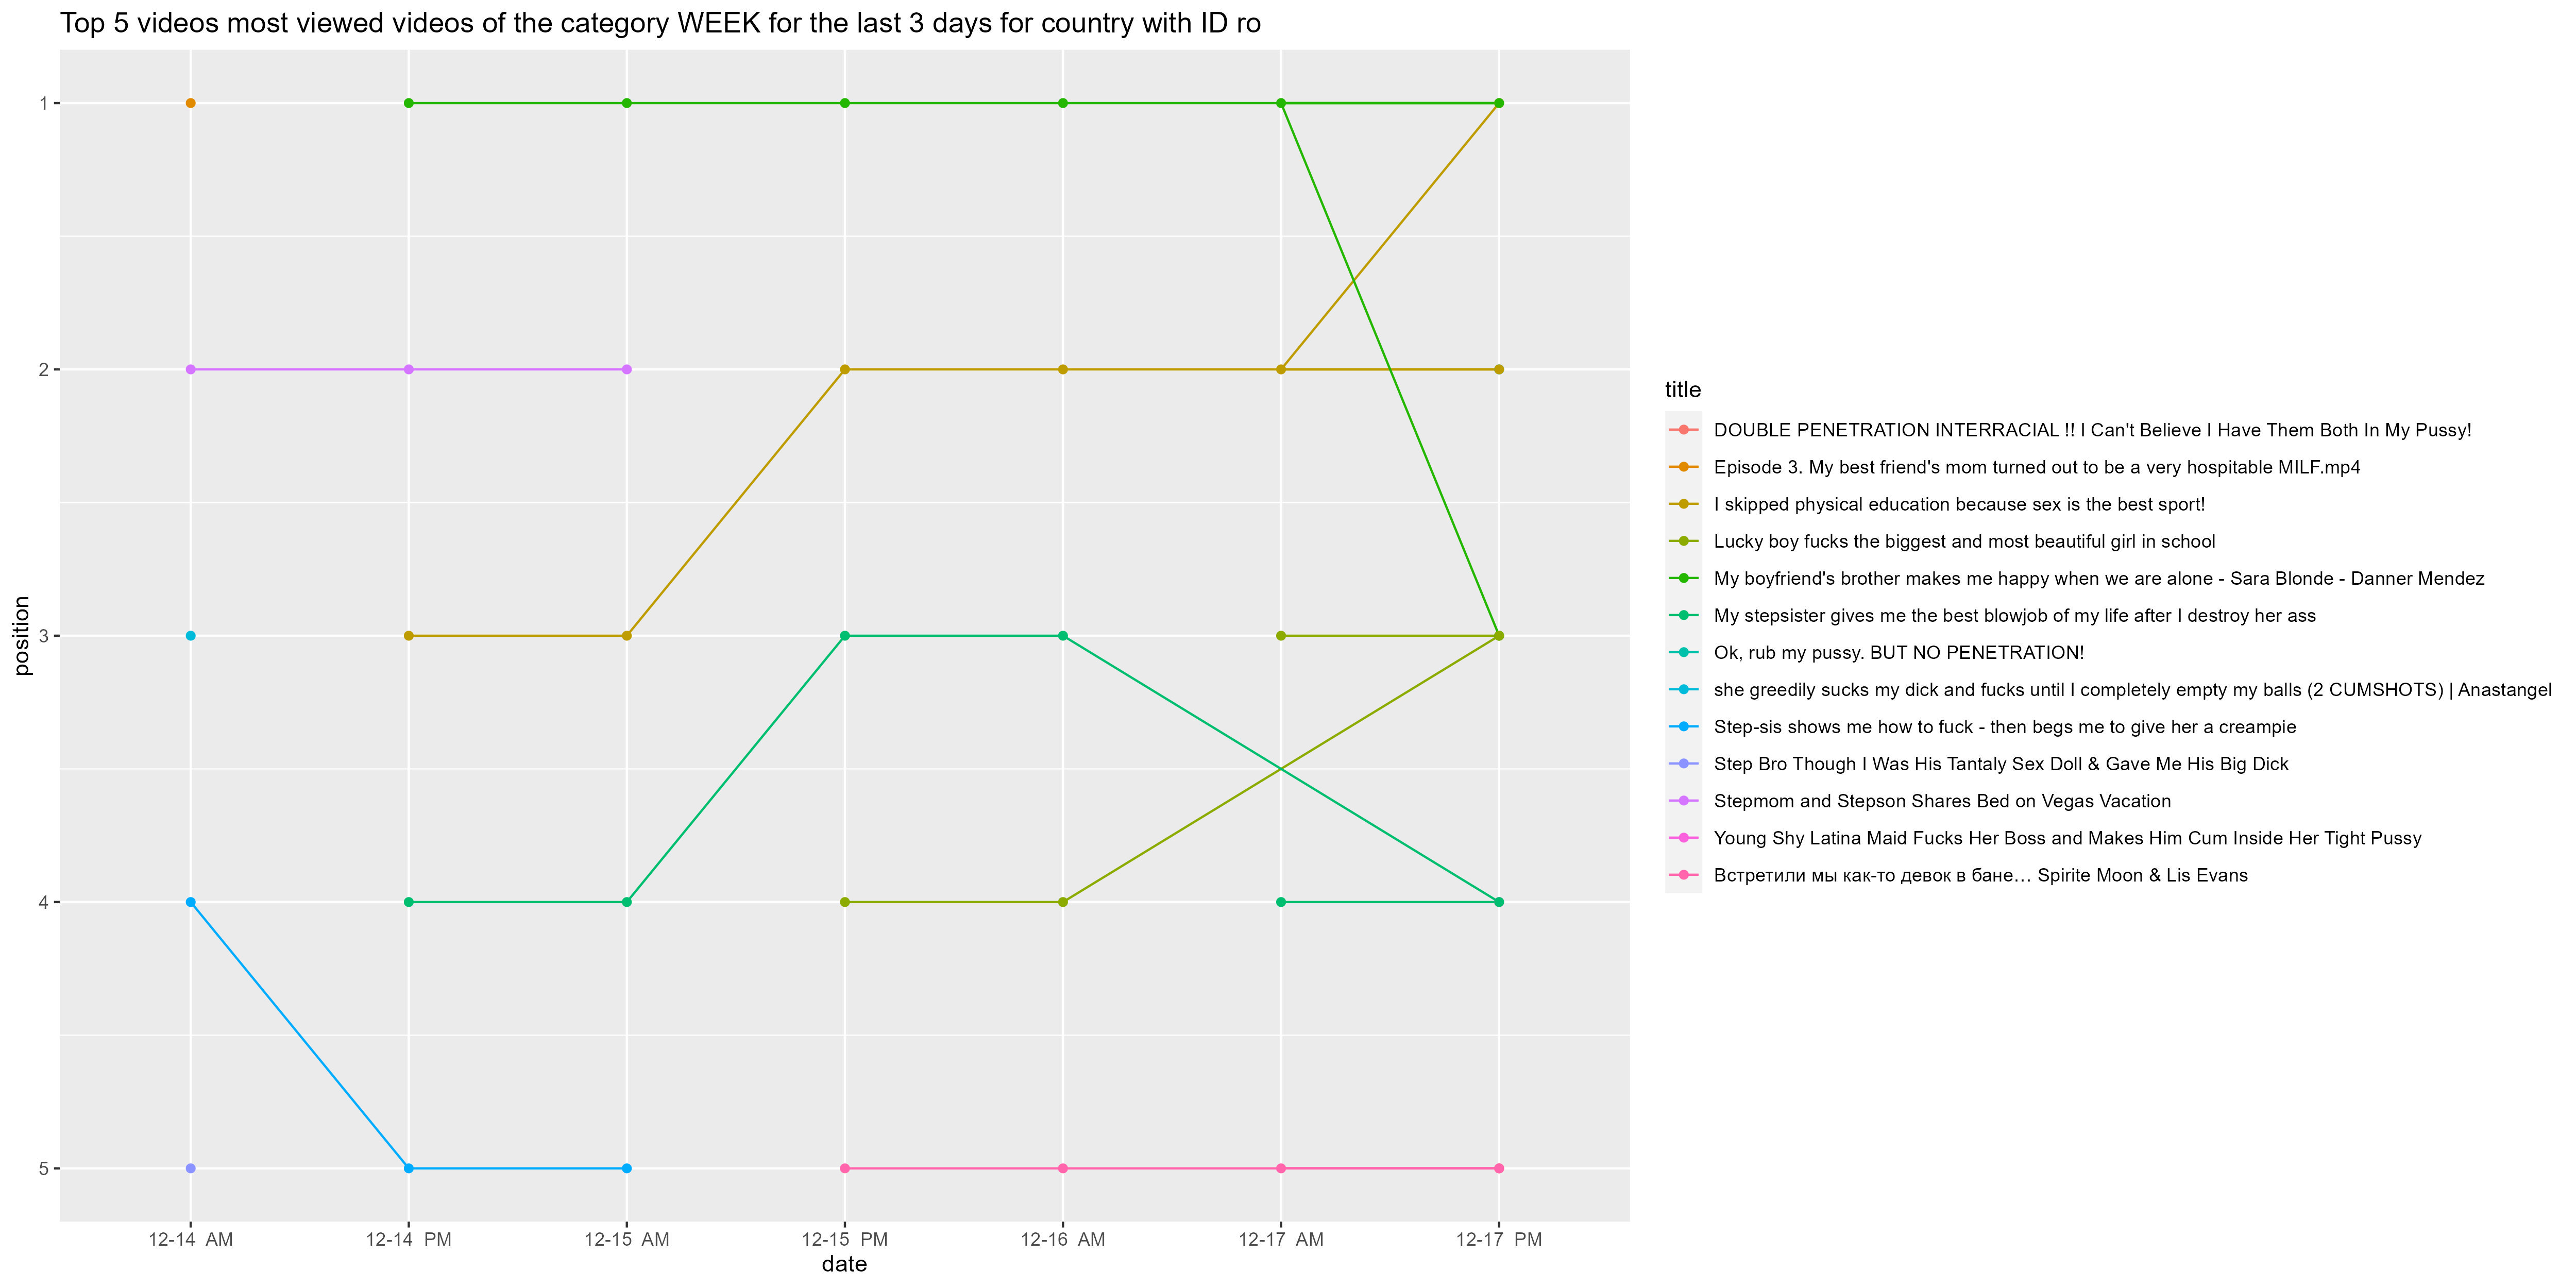 Top 5 videos most viewed videos of the category WEEK for the last 3 days for country with ID ro
position
1
2
3
4
5
12-14 AM
12-14 PM
12-15 AM
12-15 PM
12-16 AM
12-17 AM
12-17 PM
date
title
DOUBLE PENETRATION INTERRACIAL !! I Can't Believe I Have Them Both In My Pussy!
Episode 3. My best friend's mom turned out to be a very hospitable MILF.mp4
I skipped physical education because sex is the best sport!
Lucky boy fucks the biggest and most beautiful girl in school
My boyfriend's brother makes me happy when we are alone - Sara Blonde - Danner Mendez
My stepsister gives me the best blowjob of my life after I destroy her ass
Ok, rub my pussy. BUT NO PENETRATION!
she greedily sucks my dick and fucks until I completely empty my balls (2 CUMSHOTS) | Anastangel
Step-sis shows me how to fuck - then begs me to give her a creampie
Step Bro Though I Was His Tantaly Sex Doll & Gave Me His Big Dick
Stepmom and Stepson Shares Bed on Vegas Vacation
Young Shy Latina Maid Fucks Her Boss and Makes Him Cum Inside Her Tight Pussy
Встретили мы как-то девок в бане… Spirite Moon & Lis Evans